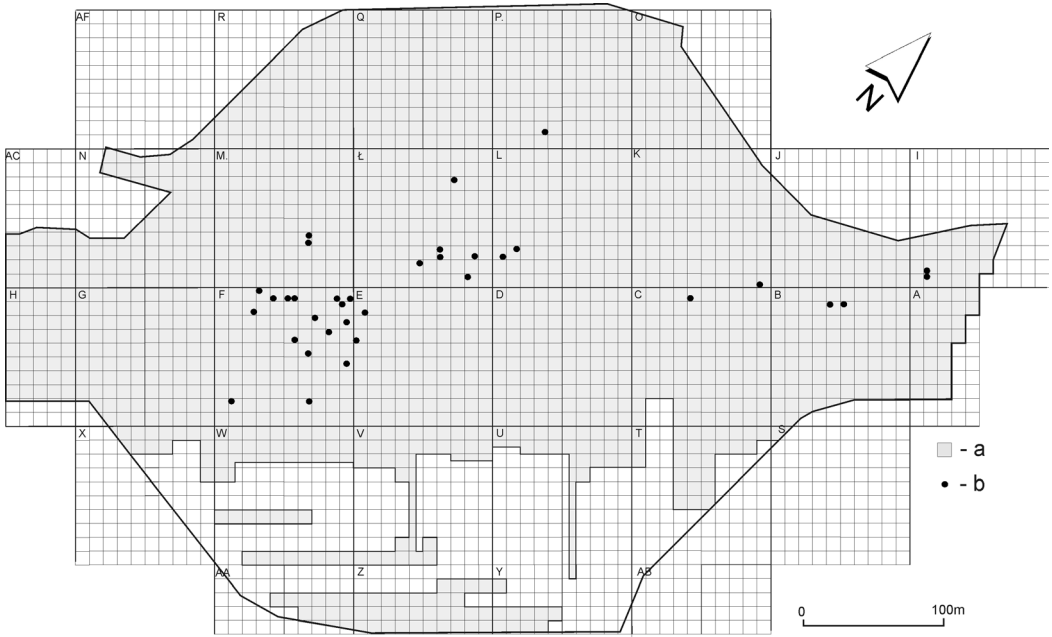 AF R Q P. O
N
AC N M. Ł L K J I
H G F E D C B A
X W V U T S
- a
- b
AA Z Y AB
0 100m